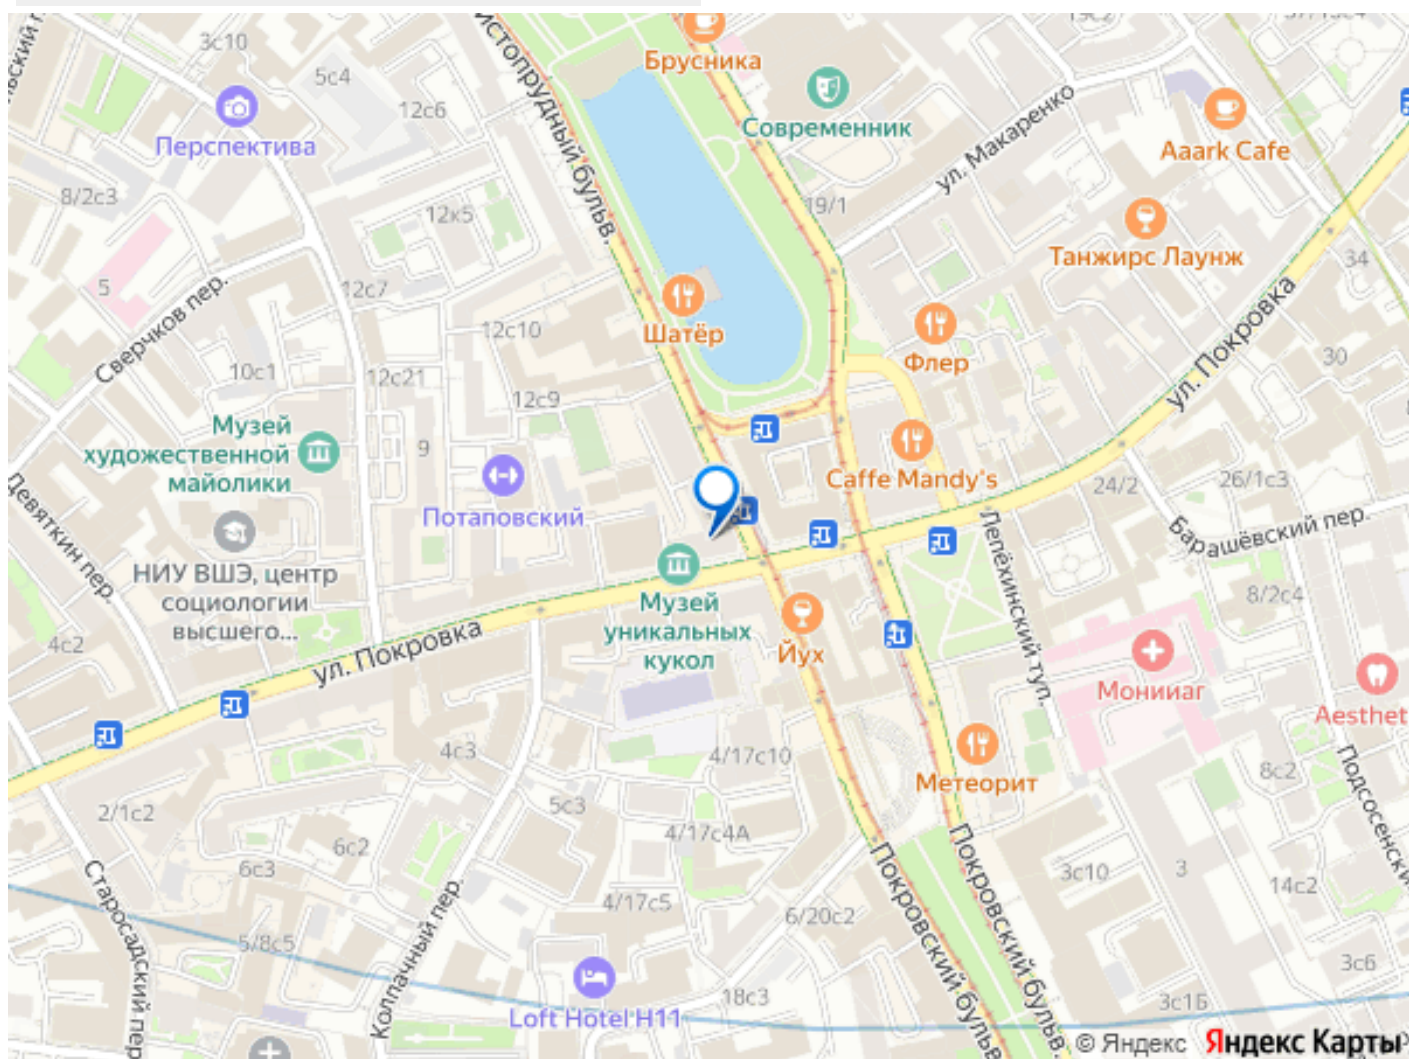 3с10
5с4
12с6
Перспектива
8/2с3
12к5
5
Сверчков пер.
12с7
12с10
10с1
12с21
12с9
9
Брусника
Современник
19/1
ул. Макаренко
Aaark Cafe
Танжирс Лаунж
34
30
ул. Покровка
Шатёр
Флер
Caffe Mandy's
24/2
26/1с3
Барашёвский пер.
8/2с4
Лепёхинский туп.
Музей
художественной
майолики
Потаповский
Девяткин пер.
НИУ ВШЭ, центр
социологии
высшего...
4с2
ул. Покровка
Музей
уникальных
кукол
Йух
Мониаг
Aesthet
Метеорит
4/17с10
4с3
5с3
4/17с4А
2/1с2
6с2
6с3
Старосадский пер
5/8с5
Колпачный пер.
4/17с5
6/20с2
18с3
Loft Hotel H11
Покровский бульв.
Покровский бульв.
3с10
3
8с2
14с2
Подсосенский
3с6
3с1Б
© Яндекс Яндекс Карты